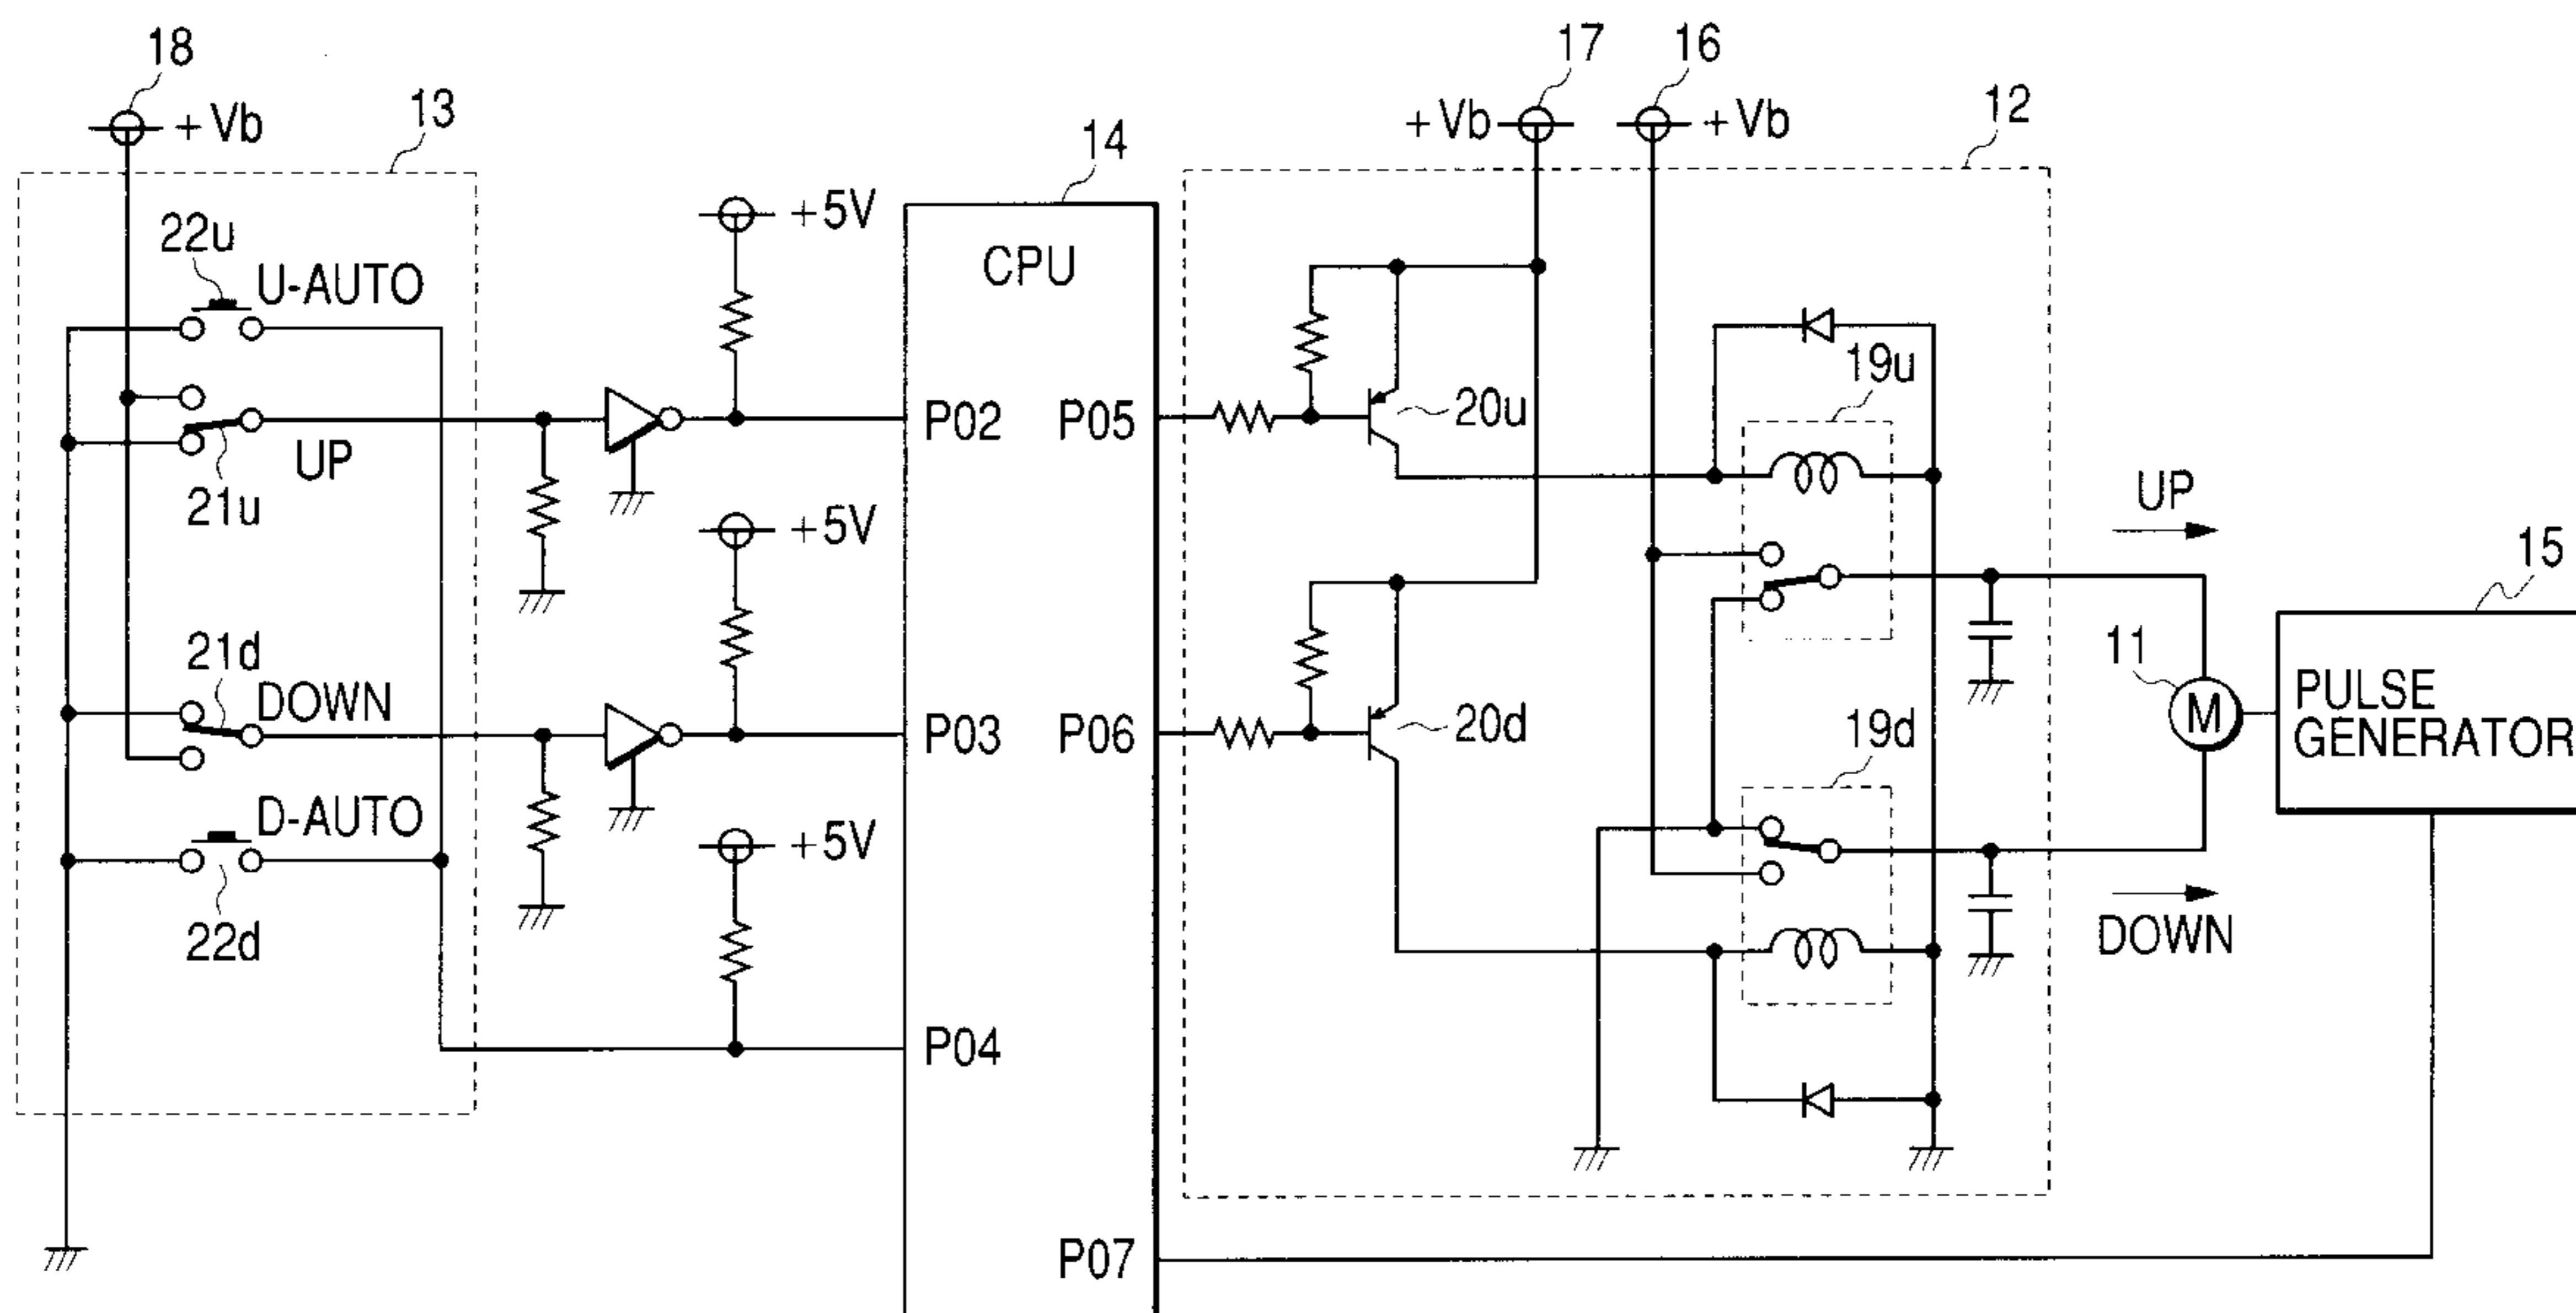 18
17
16
+Vb
13
+Vb
+Vb
12
14
22u
U-AUTO
+5V
CPU
19u
P02
P05
20u
UP
21u
+5V
UP
15
21d
DOWN
11
M
PULSE
GENERATOR
P03
P06
20d
19d
D-AUTO
+5V
22d
DOWN
P04
P07